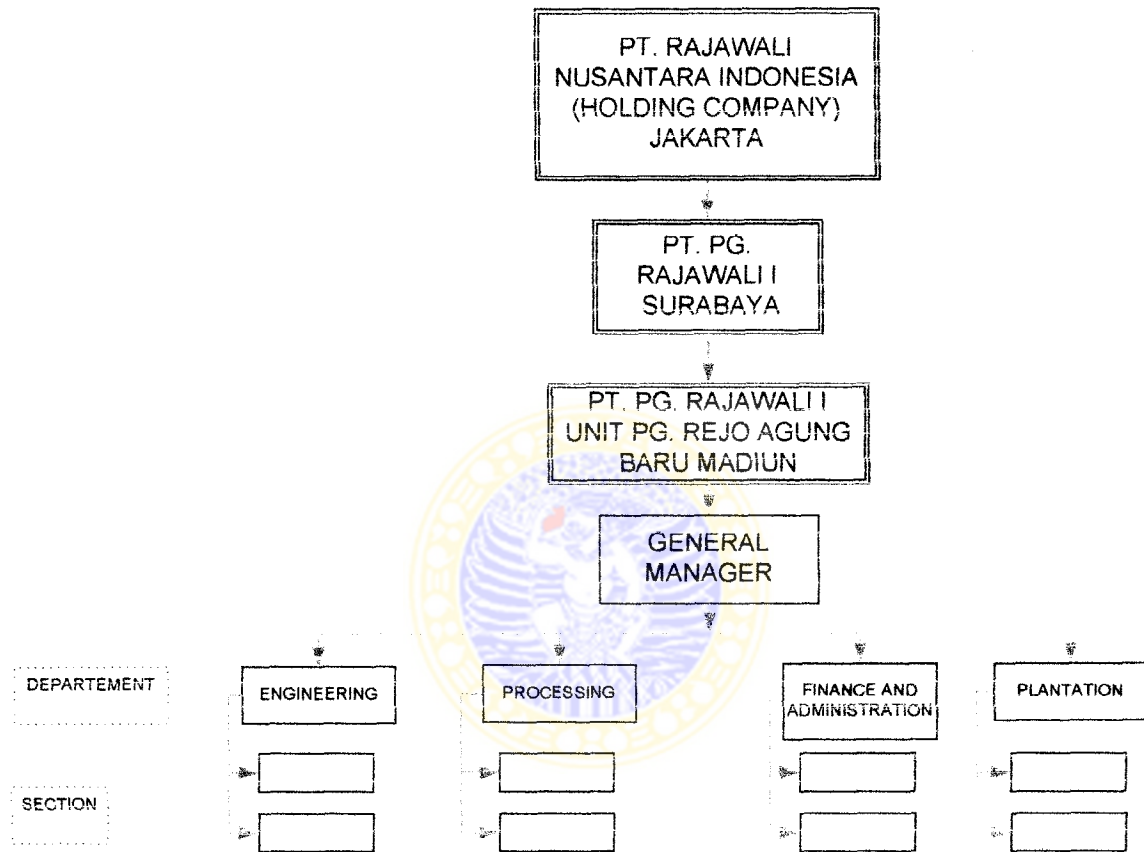 PT. RAJAWALI
NUSANTARA INDONESIA
(HOLDING COMPANY)
JAKARTA
PT. PG.
RAJAWALI I
SURABAYA
PT. PG. RAJAWALI I
UNIT PG. REJO AGUNG
BARU MADIUN
GENERAL
MANAGER
DEPARTEMENT
ENGINEERING
PROCESSING
FINANCE AND
ADMINISTRATION
PLANTATION
SECTION